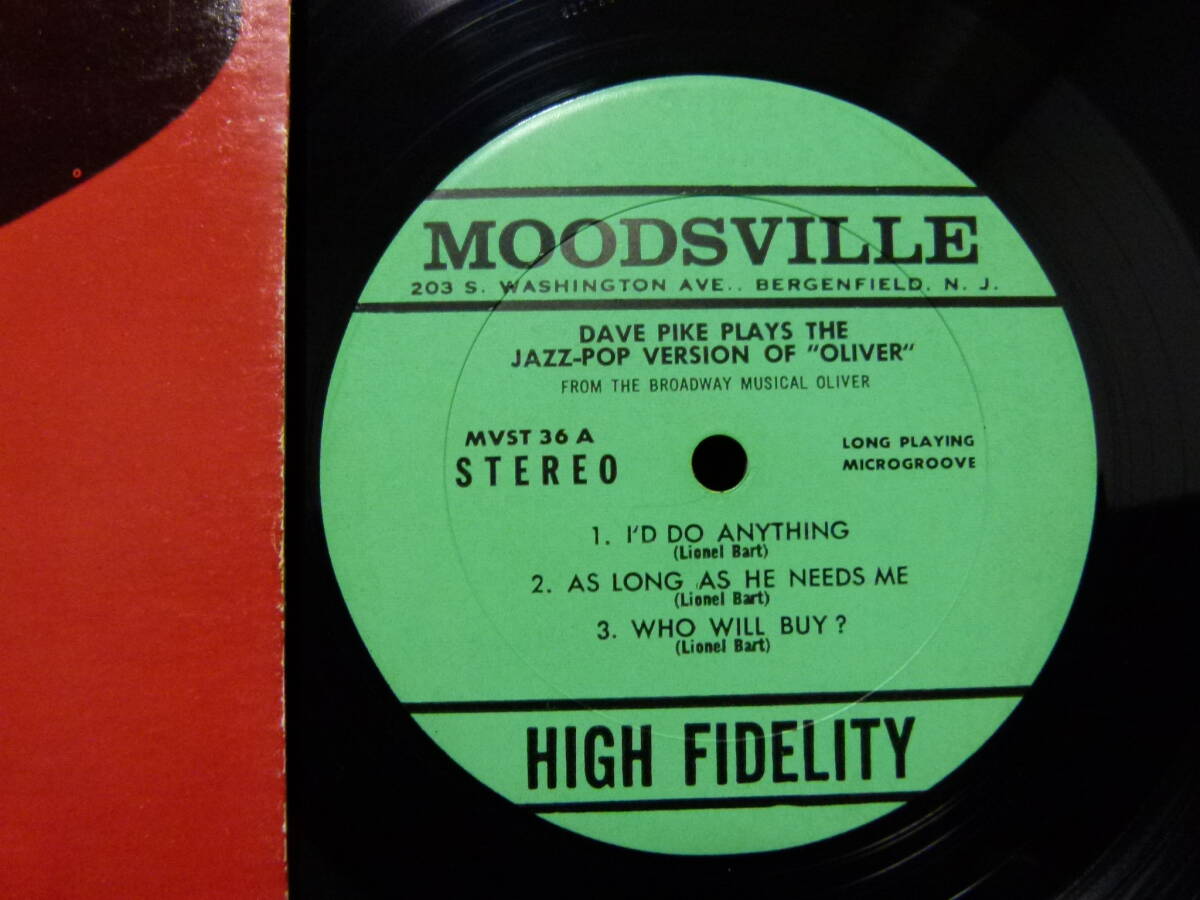 MOODSVILLE
203 S. WASHINGTON AVE.. BERGENFIELD, N. J.
DAVE PIKE PLAYS THE
JAZZ-POP VERSION OF "OLIVER"
FROM THE BROADWAY MUSICAL OLIVER
MVST 36 A
STEREO
LONG PLAYING
MICROGROOVE
1. I'D DO ANYTHING
(Lionel Bart)
2. AS LONG AS HE NEEDS ME
(Lionel Bart)
3. WHO WILL BUY?
(Lionel Bart)
HIGH FIDELITY